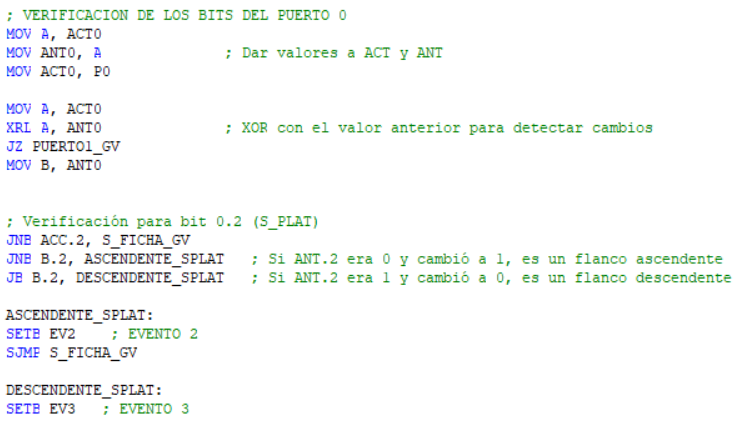 ; VERIFICACION DE LOS BITS DEL PUERTO 0
MOV A, ACT0
MOV ANT0, A ; Dar valores a ACT y ANT
MOV ACT0, P0
MOV A, ACT0
XRL A, ANT0 ; XOR con el valor anterior para detectar cambios
JZ PUERTO1_GV
MOV B, ANT0
; Verificación para bit 0.2 (S_PLAT)
JNB ACC.2, S_FICHA_GV
JNB B.2, ASCENDENTE_SPLAT ; Si ANT.2 era 0 y cambió a 1, es un flanco ascendente
JB B.2, DESCENDENTE_SPLAT ; Si ANT.2 era 1 y cambió a 0, es un flanco descendente
ASCENDENTE_SPLAT:
SETB EV2 ; EVENTO 2
SJMP S_FICHA_GV
DESCENDENTE_SPLAT:
SETB EV3 ; EVENTO 3